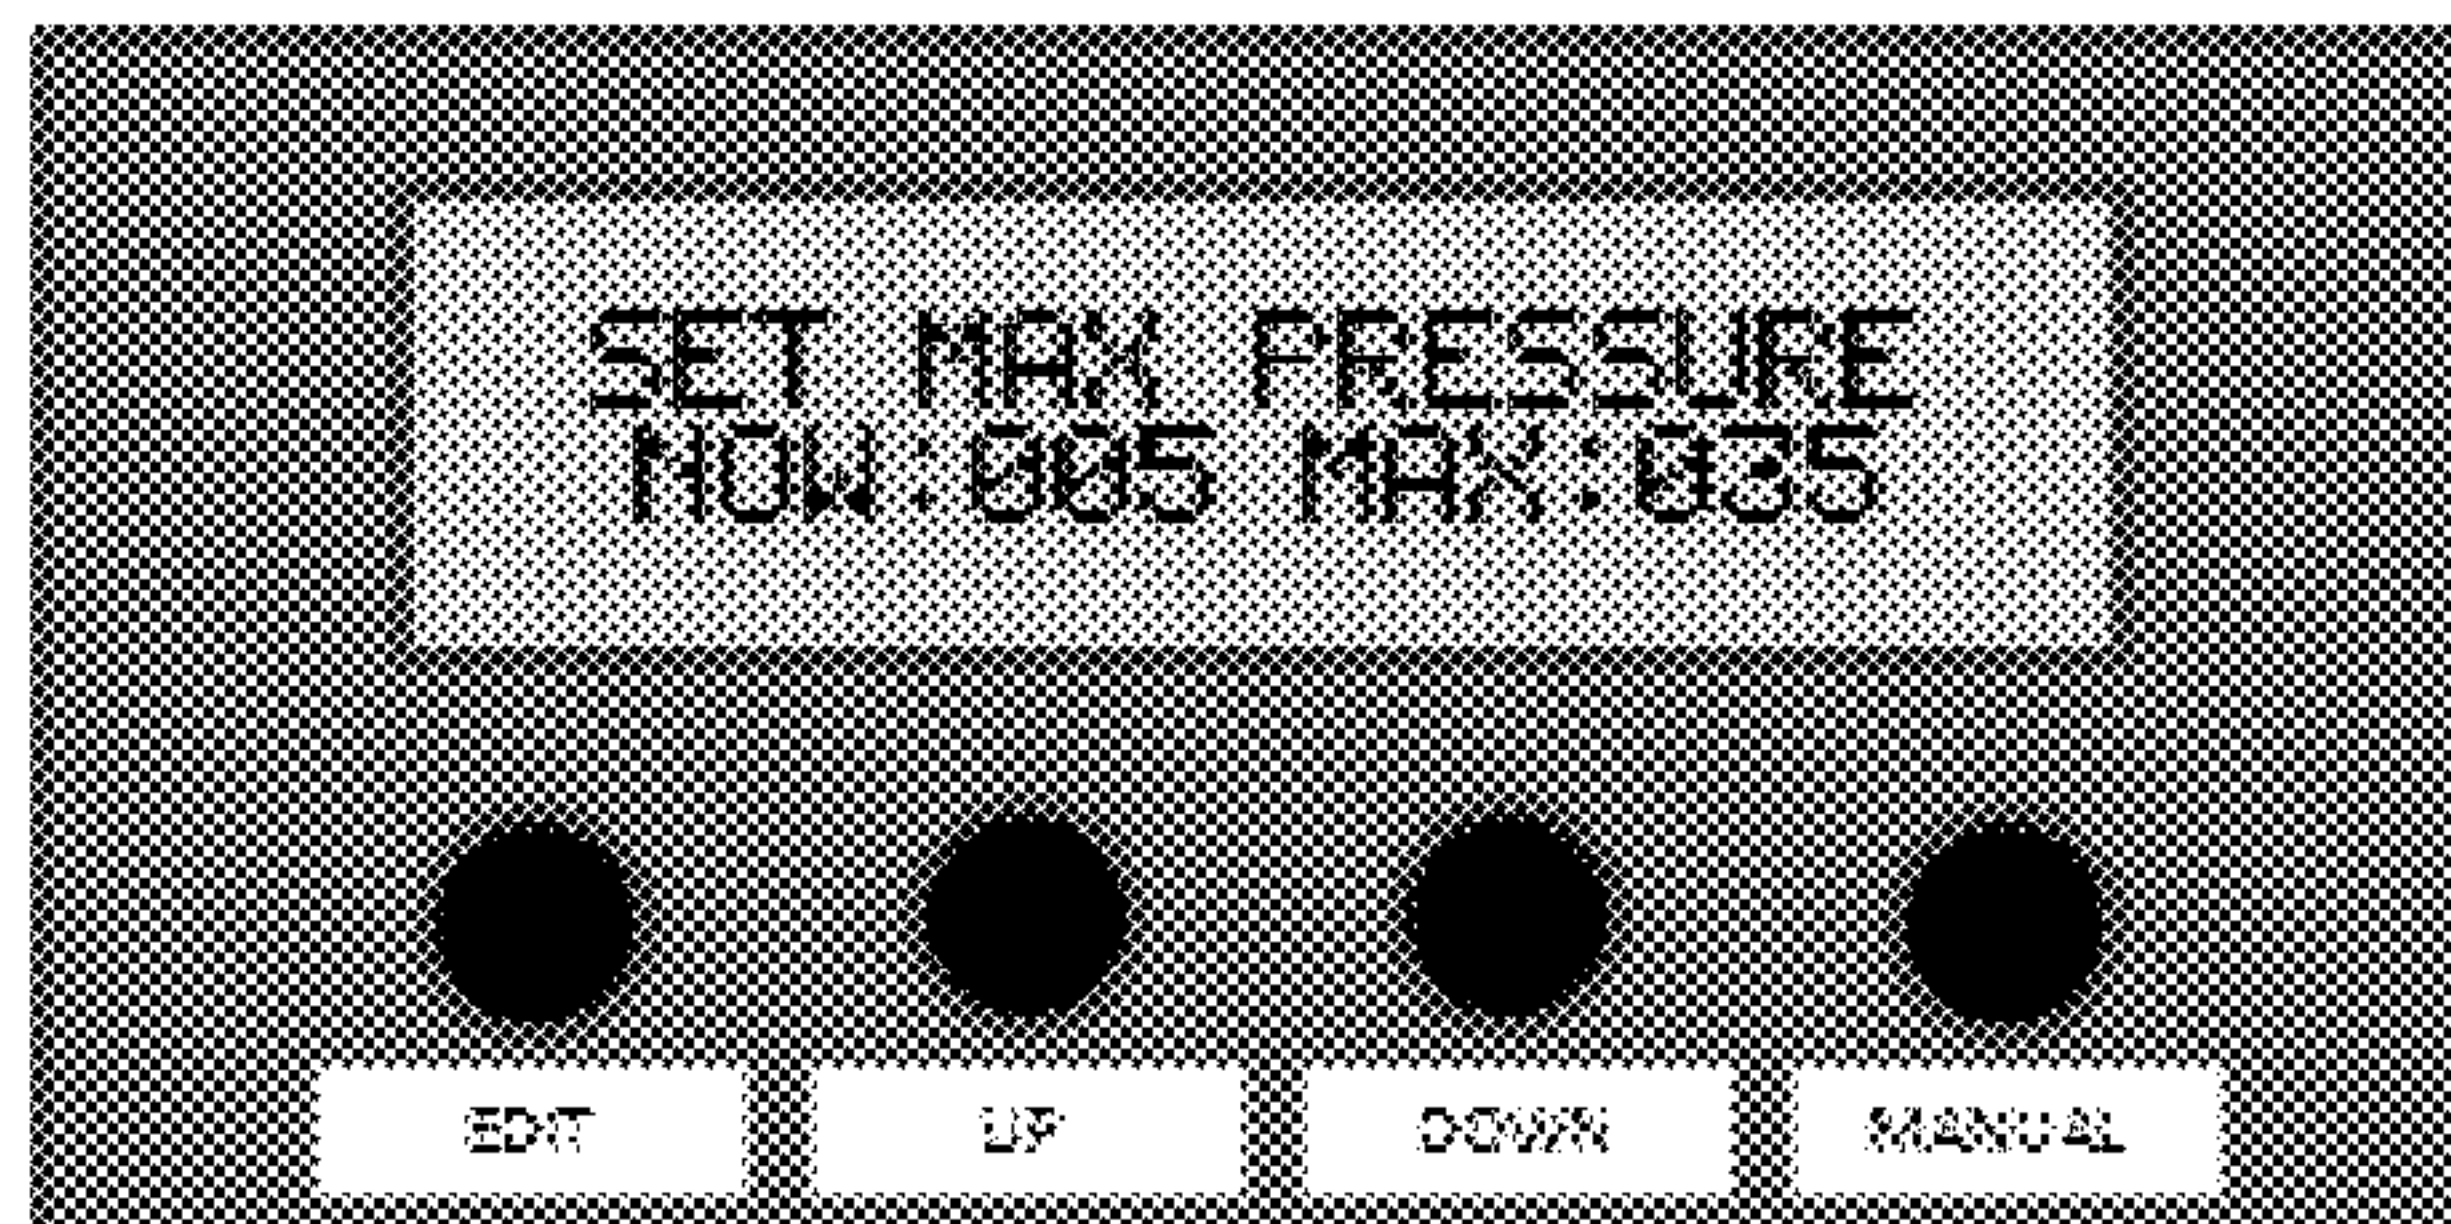 SET MAX PRESSURE
NOW:005 MAX:035
EDIT
UP
DOWN
MANUAL